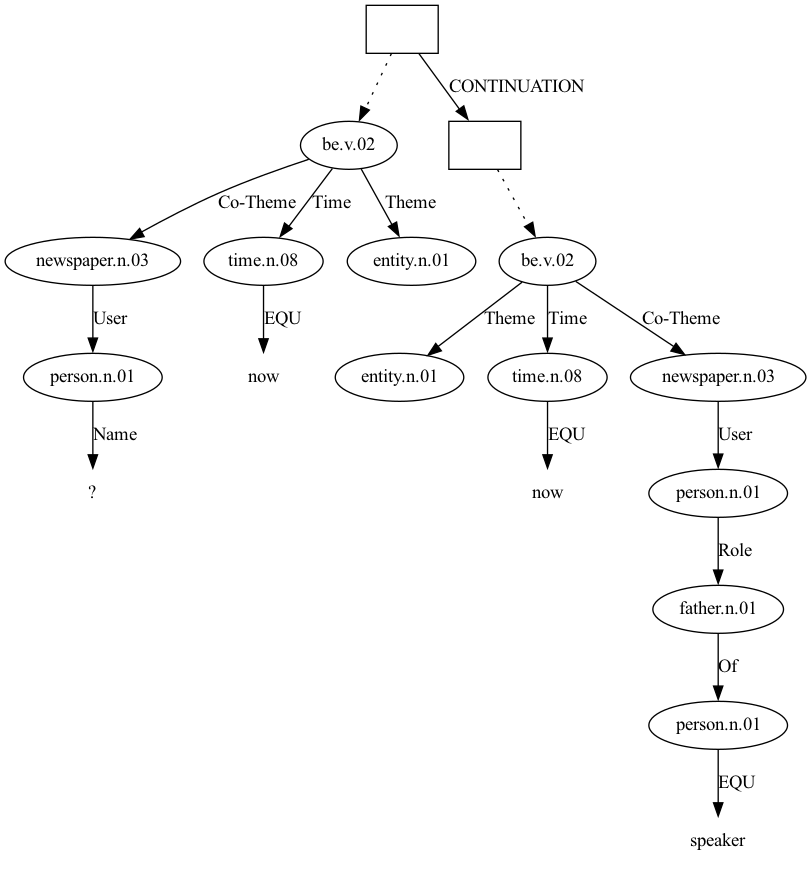 CONTINUATION
be.v.02
Co-Theme Time Theme
newspaper.n.03 time.n.08 entity.n.01 be.v.02
User EQU Theme Time Co-Theme
person.n.01 now entity.n.01 time.n.08 newspaper.n.03
Name EQU User
? now person.n.01
Role
father.n.01
Of
person.n.01
EQU
speaker